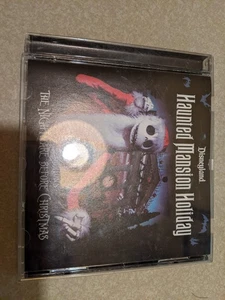 Disneyland
Haunted Mansion Holiday
THE NIGHTMARE BEFORE CHRISTMAS